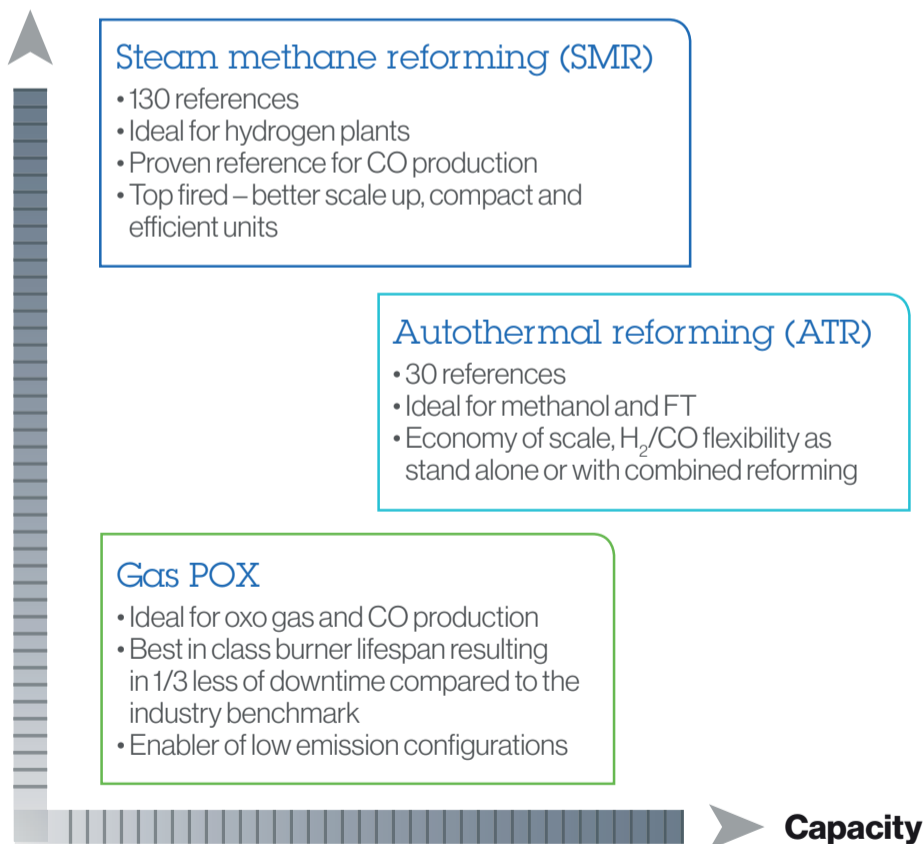 Steam methane reforming (SMR)
• 130 references
• Ideal for hydrogen plants
• Proven reference for CO production
• Top fired – better scale up, compact and
efficient units
Autothermal reforming (ATR)
• 30 references
• Ideal for methanol and FT
• Economy of scale, H₂/CO flexibility as
stand alone or with combined reforming
Gas POX
• Ideal for oxo gas and CO production
• Best in class burner lifespan resulting
in 1/3 less of downtime compared to the
industry benchmark
• Enabler of low emission configurations
Capacity